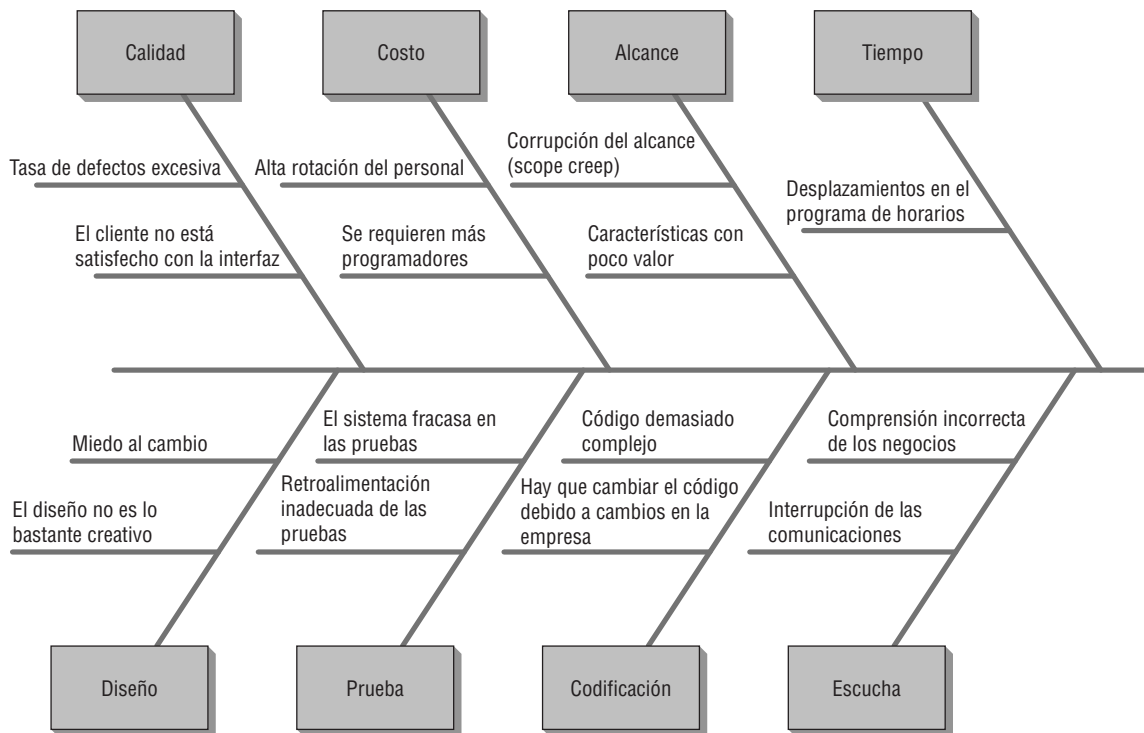 Calidad
Costo
Alcance
Tiempo
Tasa de defectos excesiva
El cliente no está
satisfecho con la interfaz
Alta rotación del personal
Se requieren más
programadores
Corrupción del alcance
(scope creep)
Características con
poco valor
Desplazamientos en el
programa de horarios
Miedo al cambio
El diseño no es lo
bastante creativo
El sistema fracasa en
las pruebas
Retroalimentación
inadecuada de las
pruebas
Código demasiado
complejo
Hay que cambiar el código
debido a cambios en la
empresa
Comprensión incorrecta
de los negocios
Interrupción de las
comunicaciones
Diseño
Prueba
Codificación
Escucha